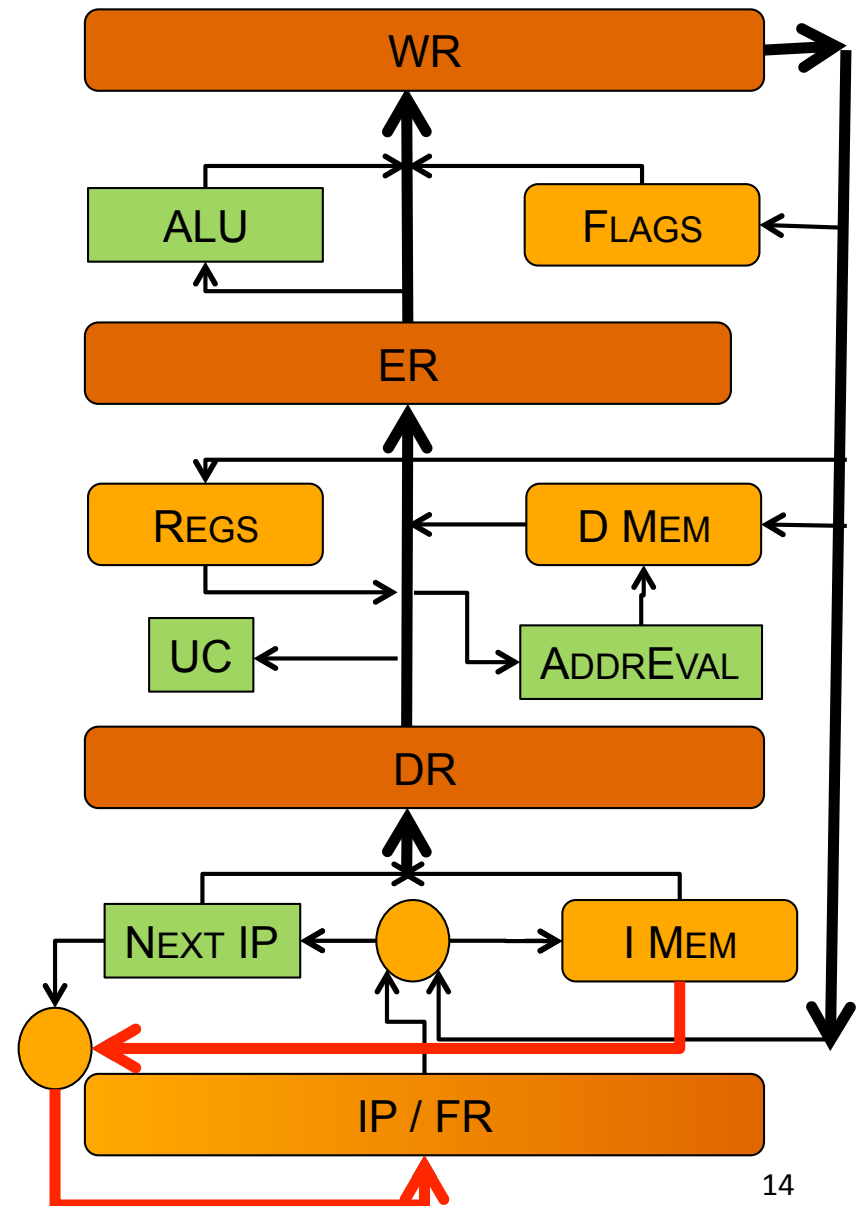 WR
ALU
FLAGS
ER
REGS
D MEM
UC
ADDREVAL
DR
NEXT IP
I MEM
IP / FR
14